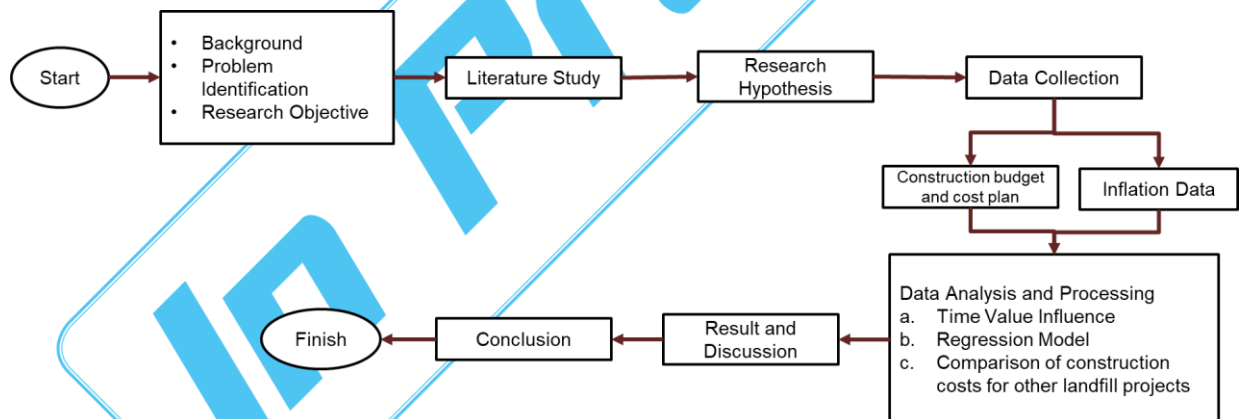 Start
• Background
• Problem
Identification
• Research Objective
Literature Study
Research
Hypothesis
Data Collection
Construction budget
and cost plan
Inflation Data
Data Analysis and Processing
a. Time Value Influence
b. Regression Model
c. Comparison of construction
costs for other landfill projects
Result and
Discussion
Conclusion
Finish